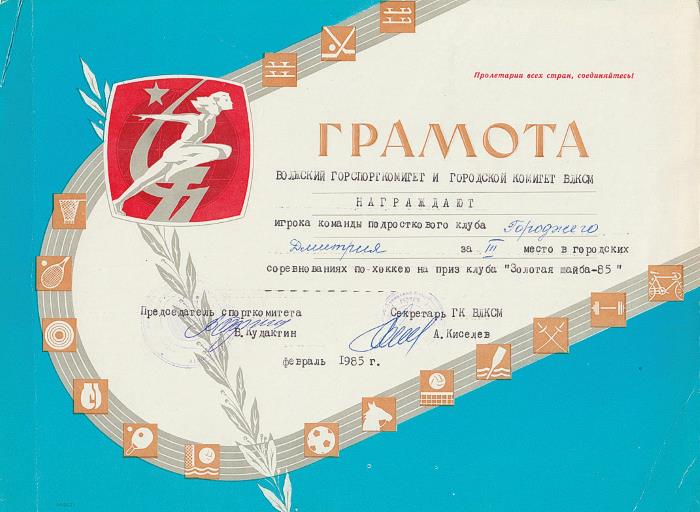 Пролетарии всех стран, соединяйтесь!
ГРАМОТА
ВОЛЖСКИЙ ГОРСПОРТКОМИТЕТ И ГОРОДСКОЙ КОМИТЕТ ВЛКСМ
НАГРАЖДАЮТ
игрока команды подросткового клуба Городжего
Дмитрия за III место в городских
соревнованиях по хоккею на приз клуба "Золотая шайба-85"
Председатель спорткомитета Секретарь ГК ВЛКСМ
В.Кудактин А.Киселев
февраль 1985 г.